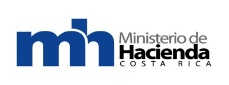 mh
Ministerio de
Hacienda
COSTA RICA